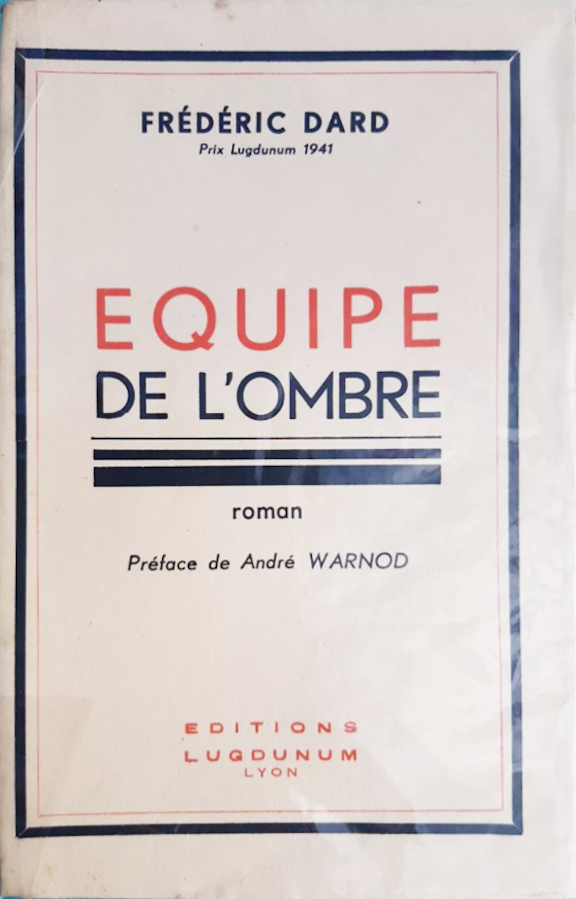 FRÉDÉRIC DARD
Prix Lugdunum 1941
EQUIPE
DE L'OMBRE
roman
Préface de André WARNOD
EDITIONS
LUGDUNUM
LYON